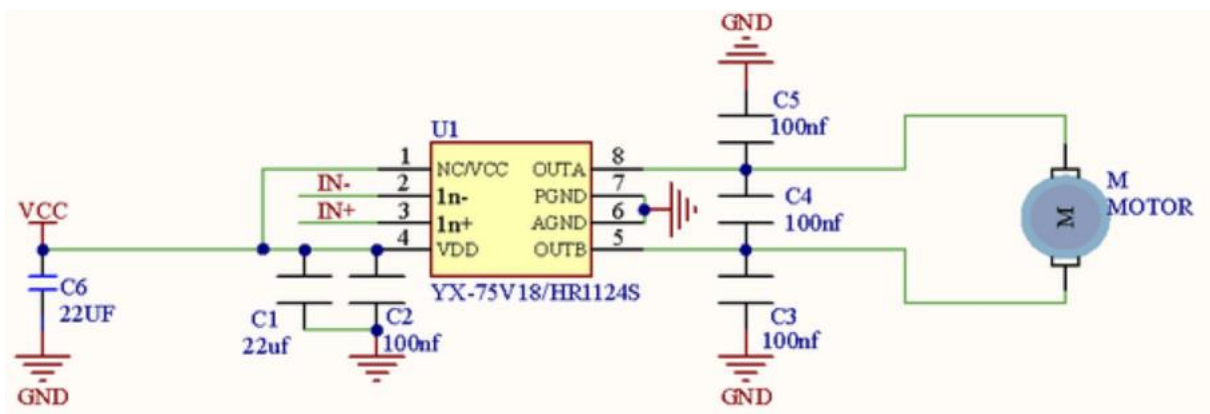 GND
C5
100nf
U1
1
NC/VCC
OUTA
8
IN-
2
1n-
PGND
7
IN+
3
1n+
AGND
6
4
VDD
OUTB
5
YX-75V18/HR1124S
VCC
C6
22UF
GND
C1
22uf
C2
100nf
C4
100nf
C3
100nf
GND
M
M
MOTOR